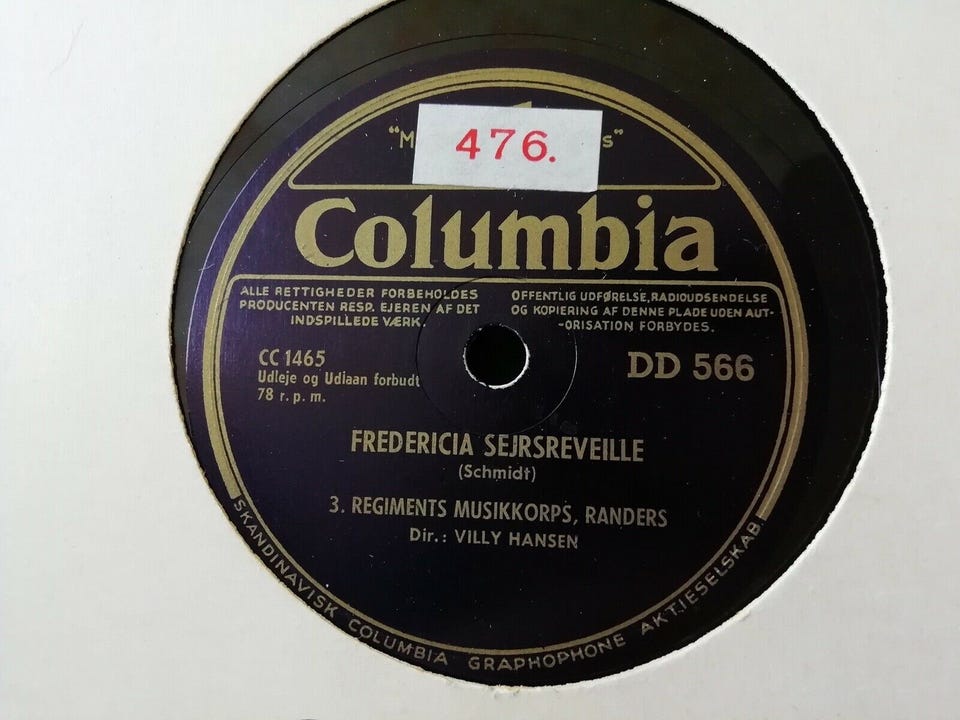 476.
Columbia
ALLE RETTIGHEDER FORBEHOLDES
PRODUCENTEN RESP. EJEREN AF DET
INDSPILLEDE VÆRK.
OFFENTLIG UDFØRELSE, RADIOUDSENDELSE
OG KOPIERING AF DENNE PLADE UDEN AUT-
-ORISATION FORBYDES.
CC 1465
Udleje og Udlaan forbudt
78 r. p. m.
DD 566
FREDERICIA SEJRSREVEILLE
(Schmidt)
3. REGIMENTS MUSIKKORPS, RANDERS
Dir.: VILLY HANSEN
SKANDINAVISK COLUMBIA GRAPHOPHONE AKTIESELSKAB.